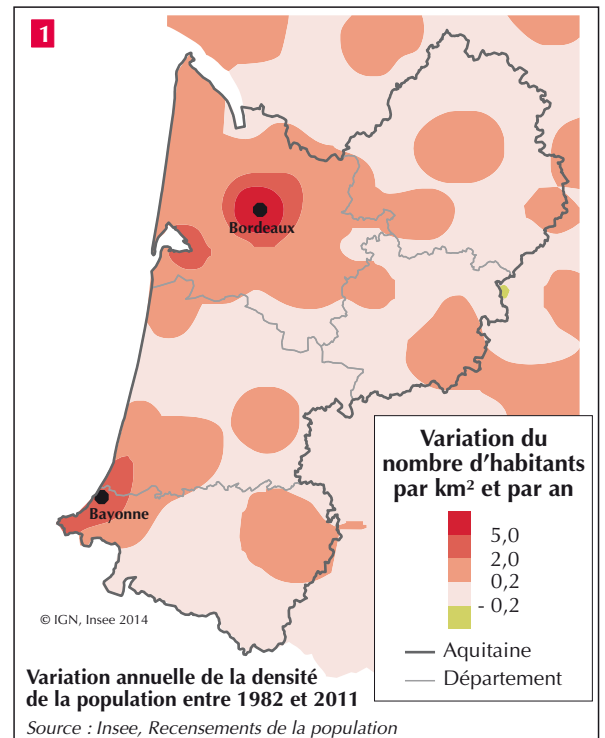 1
Bordeaux
Bayonne
© IGN, Insee 2014
Variation du
nombre d’habitants
par km² et par an
5,0
2,0
0,2
- 0,2
Aquitaine
Département
Variation annuelle de la densité
de la population entre 1982 et 2011
Source : Insee, Recensements de la population